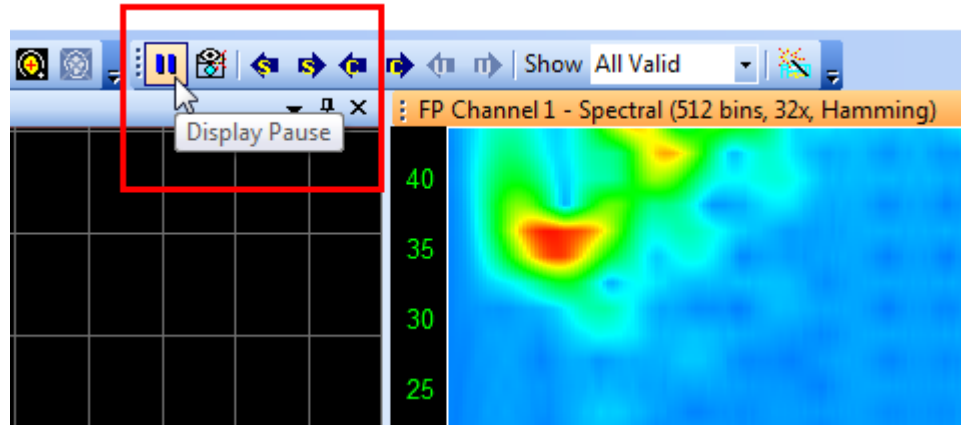 Show All Valid
Display Pause
FP Channel 1 - Spectral (512 bins, 32x, Hamming)
40
35
30
25